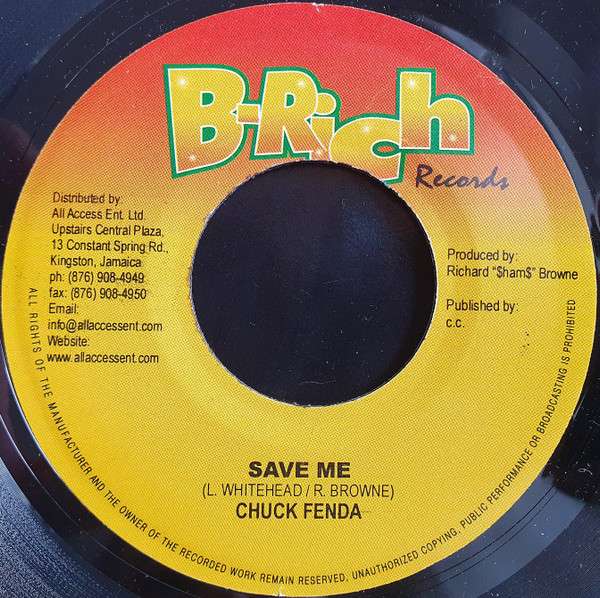 B-Rich
Records
Distributed by:
All Access Ent. Ltd.
Upstairs Central Plaza,
13 Constant Spring Rd.,
Kingston, Jamaica
ph: (876) 908-4949
fax: (876) 908-4950
Email:
info@allaccessent.com
Website:
www.allaccessent.com
Produced by:
Richard "$ham$" Browne
Published by:
c.c.
SAVE ME
(L. WHITEHEAD / R. BROWNE)
CHUCK FENDA
ALL RIGHTS OF THE MANUFACTURER AND THE OWNER OF THE RECORDED WORK REMAIN RESERVED, UNAUTHORIZED COPYING, PUBLIC PERFORMANCE OR BROADCASTING IS PROHIBITED